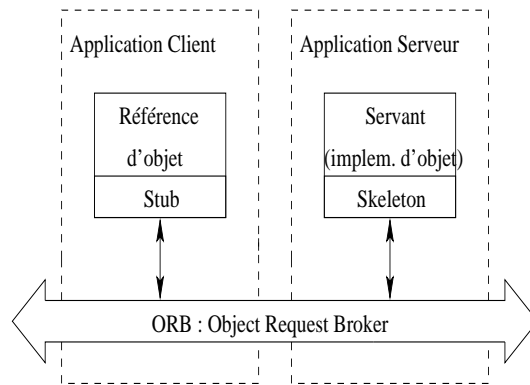 Application Client
Application Serveur
Référence
d'objet
Stub
Servant
(implem. d'objet)
Skeleton
ORB : Object Request Broker